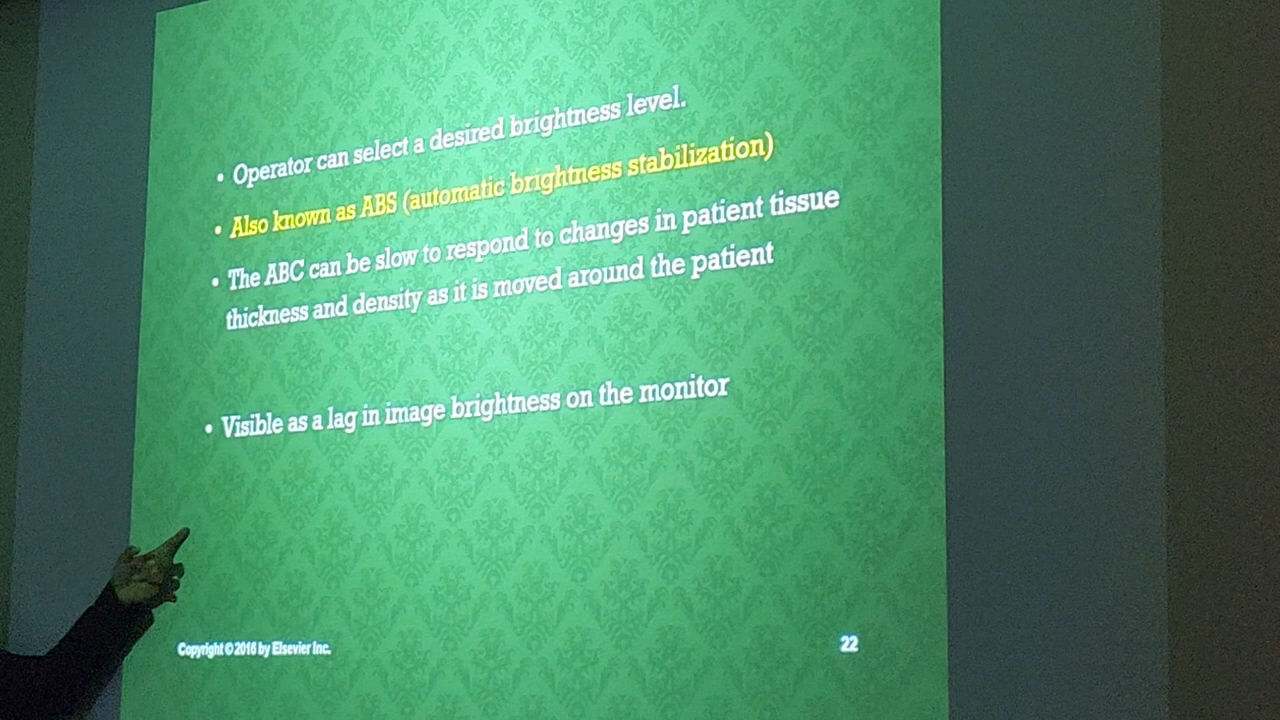 • Operator can select a desired brightness level.
• Also known as ABS (automatic brightness stabilization)
• The ABC can be slow to respond to changes in patient tissue
thickness and density as it is moved around the patient
• Visible as a lag in image brightness on the monitor
Copyright © 2016 by Elsevier Inc.
22